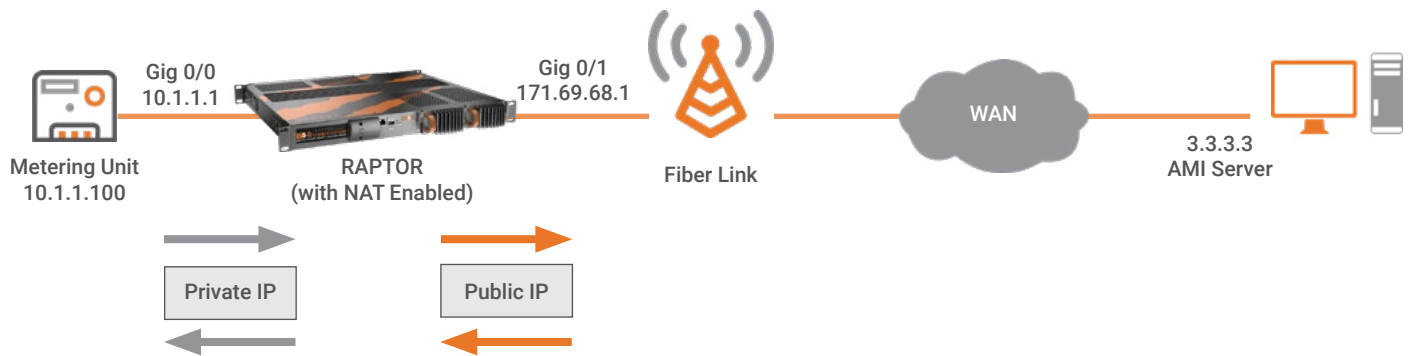 Gig 0/0
10.1.1.1
Gig 0/1
171.69.68.1
WAN
Metering Unit
10.1.1.100
RAPTOR
(with NAT Enabled)
Fiber Link
3.3.3.3
AMI Server
Private IP
Public IP